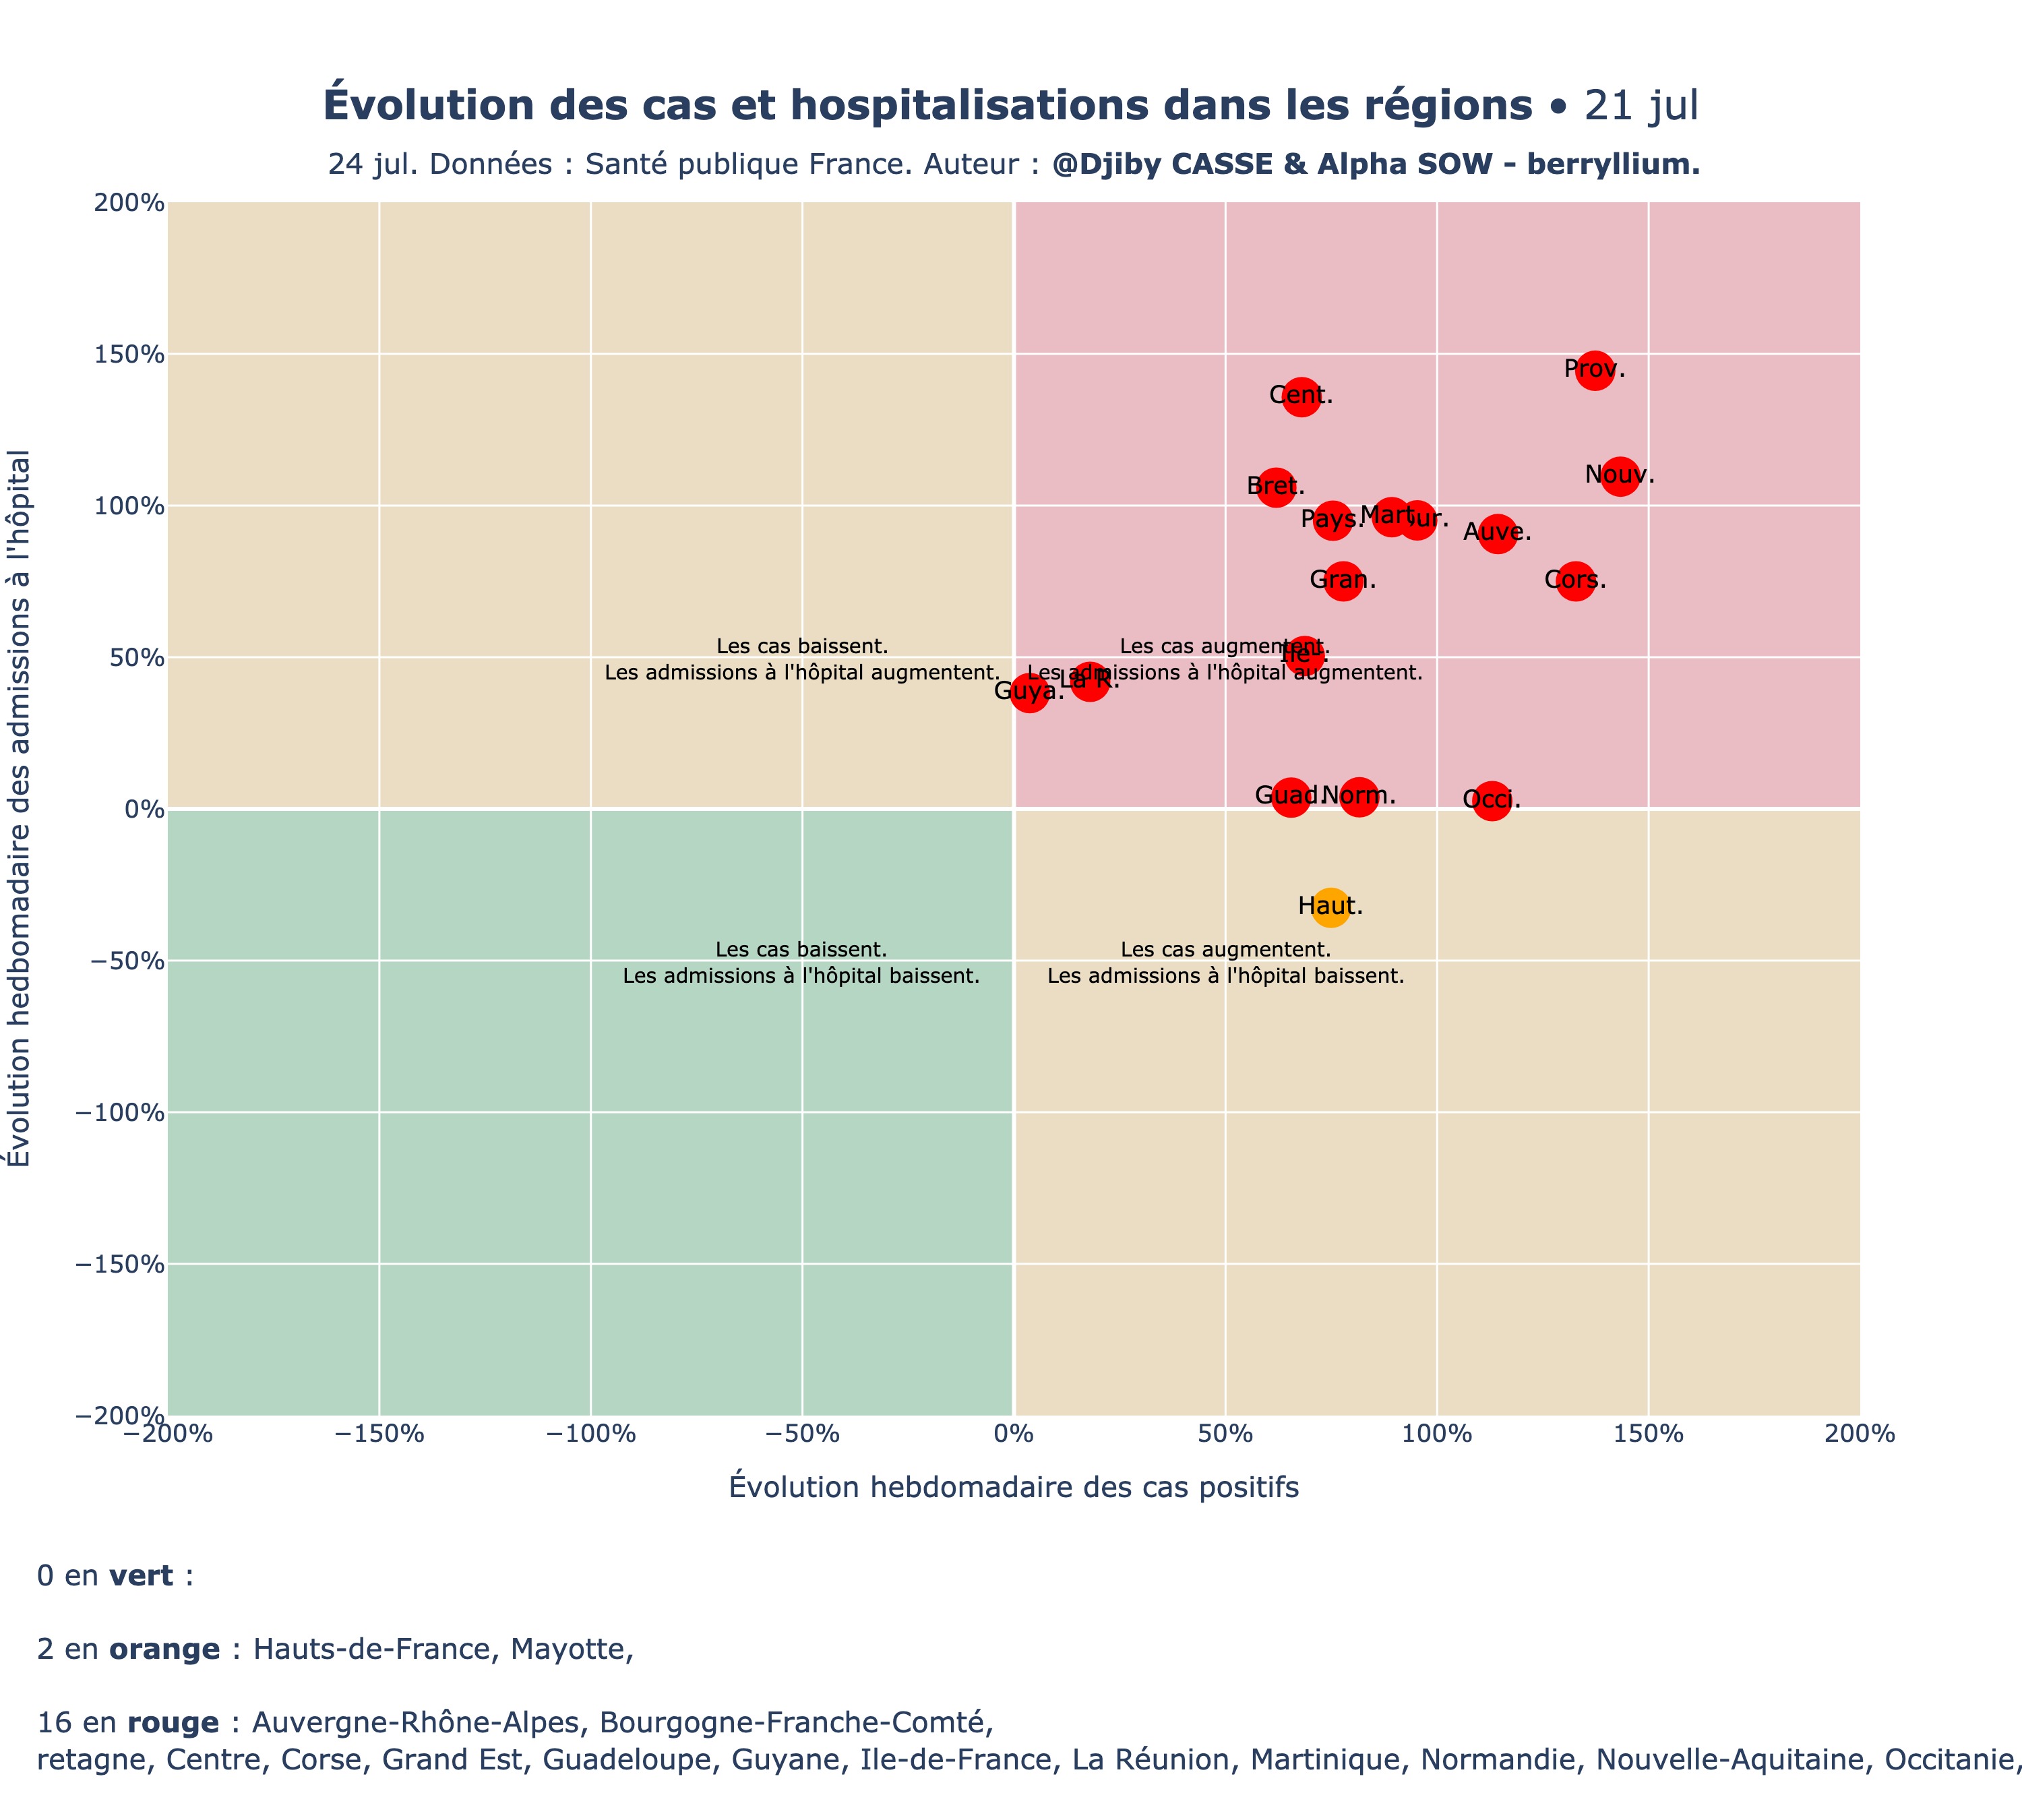 Évolution des cas et hospitalisations dans les régions • 21 jul
24 jul. Données : Santé publique France. Auteur : @Djiby CASSE & Alpha SOW - berryllium.
Évolution hedbomadaire des admissions à l'hôpital
200%
150%
100%
50%
0%
−50%
−100%
−150%
−200%
Prov.
Cent.
Nouv.
Bret.
Pays.
Mart.
ur.
Auve.
Gran.
Cors.
Les cas baissent.
Les admissions à l'hôpital augmentent.
Les cas augmentent.
Les admissions à l'hôpital augmentent.
Ile-.
La R.
Guya.
Guad.
Norm.
Occi.
Haut.
Les cas baissent.
Les admissions à l'hôpital baissent.
Les cas augmentent.
Les admissions à l'hôpital baissent.
−200%
−150%
−100%
−50%
0%
50%
100%
150%
200%
Évolution hebdomadaire des cas positifs
0 en vert :
2 en orange : Hauts-de-France, Mayotte,
16 en rouge : Auvergne-Rhône-Alpes, Bourgogne-Franche-Comté,
retagne, Centre, Corse, Grand Est, Guadeloupe, Guyane, Ile-de-France, La Réunion, Martinique, Normandie, Nouvelle-Aquitaine, Occitanie,